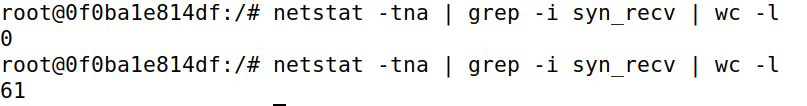 root@0f0ba1e814df:/# netstat -tna | grep -i syn_recv | wc -l
0
root@0f0ba1e814df:/# netstat -tna | grep -i syn_recv | wc -l
61